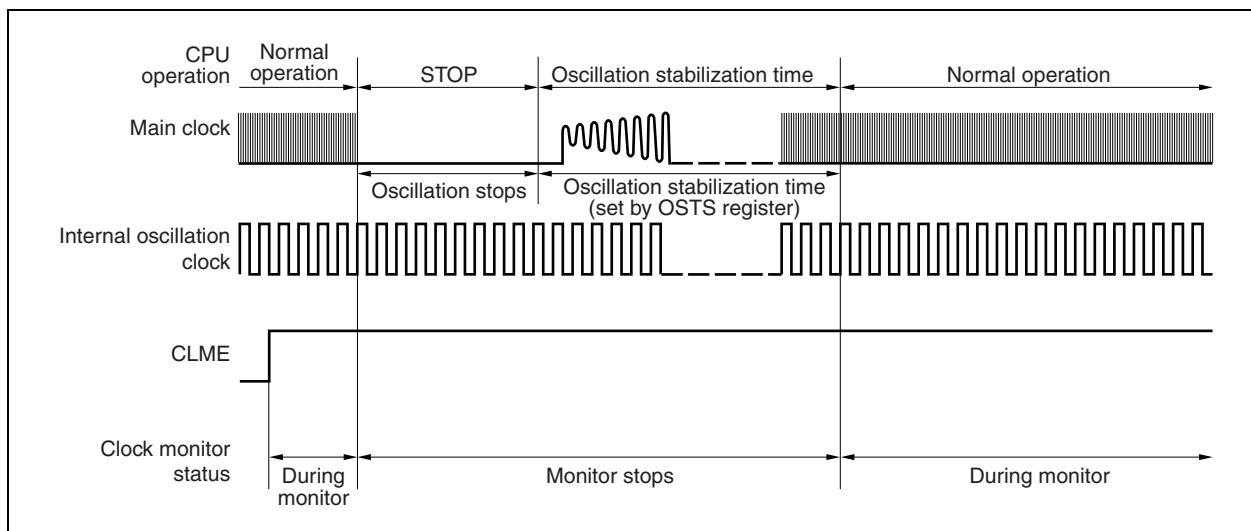 CPU
operation
Normal
operation
STOP
Oscillation stabilization time
Normal operation
Main clock
Oscillation stops
Oscillation stabilization time
(set by OSTS register)
Internal oscillation
clock
CLME
Clock monitor
status
During
monitor
Monitor stops
During monitor